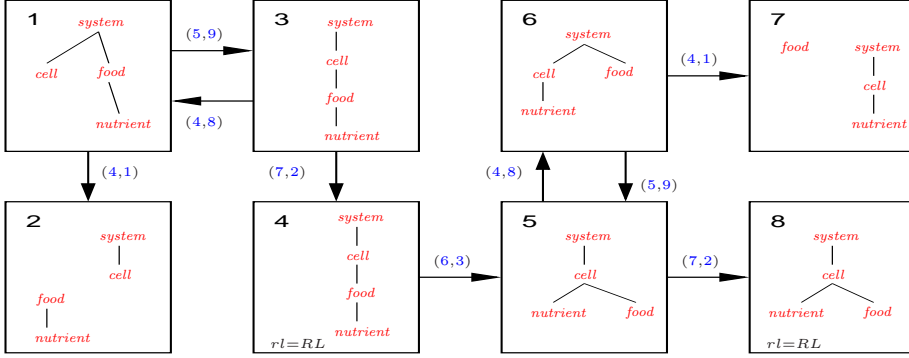 1
system
cell food
nutrient
(5,9)
(4,8)
3
system
cell
food
nutrient
6
system
cell food
nutrient
(4,1)
7
food system
cell
nutrient
(4,1)
(7,2)
(4,8)
(5,9)
2
system
cell
food
nutrient
4
system
cell
food
nutrient
rl=RL
(6,3)
5
system
cell
nutrient food
(7,2)
8
system
cell
nutrient food
rl=RL